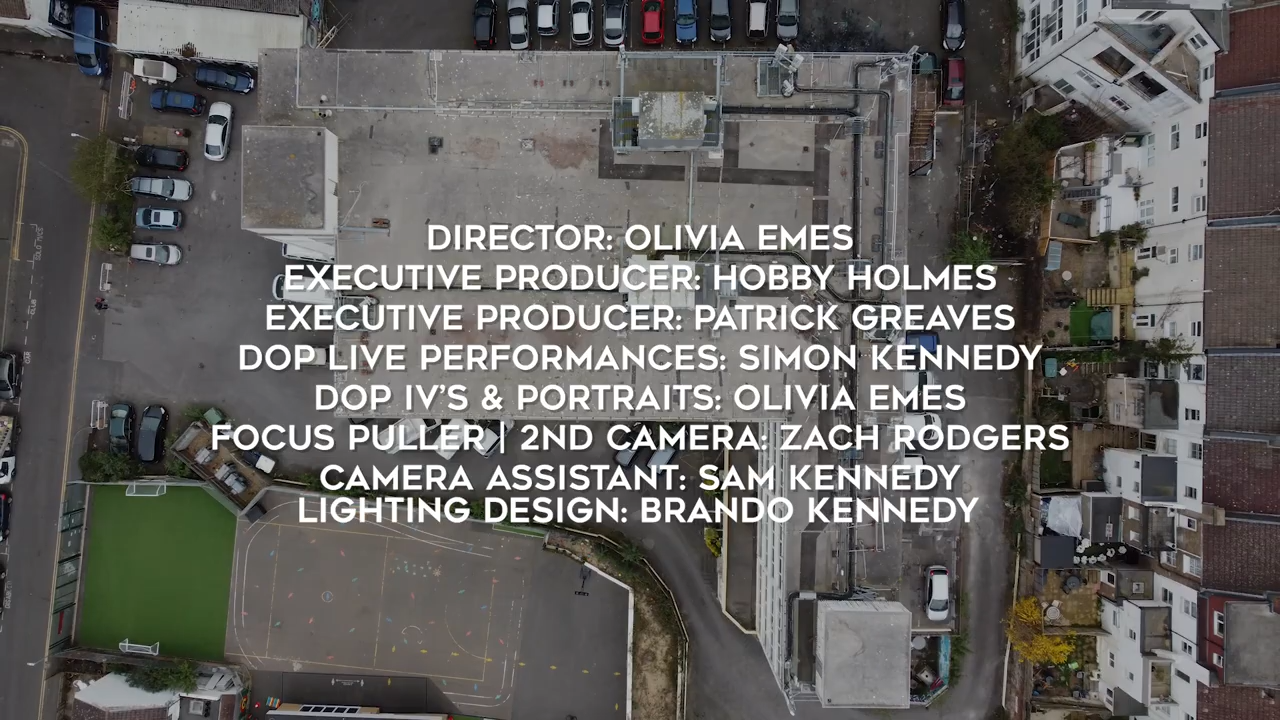 DIRECTOR: OLIVIA EMES
EXECUTIVE PRODUCER: HOBBY HOLMES
EXECUTIVE PRODUCER: PATRICK GREAVES
DOP LIVE PERFORMANCES: SIMON KENNEDY
DOP IV'S & PORTRAITS: OLIVIA EMES
FOCUS PULLER | 2ND CAMERA: ZACH RODGERS
CAMERA ASSISTANT: SAM KENNEDY
LIGHTING DESIGN: BRANDO KENNEDY